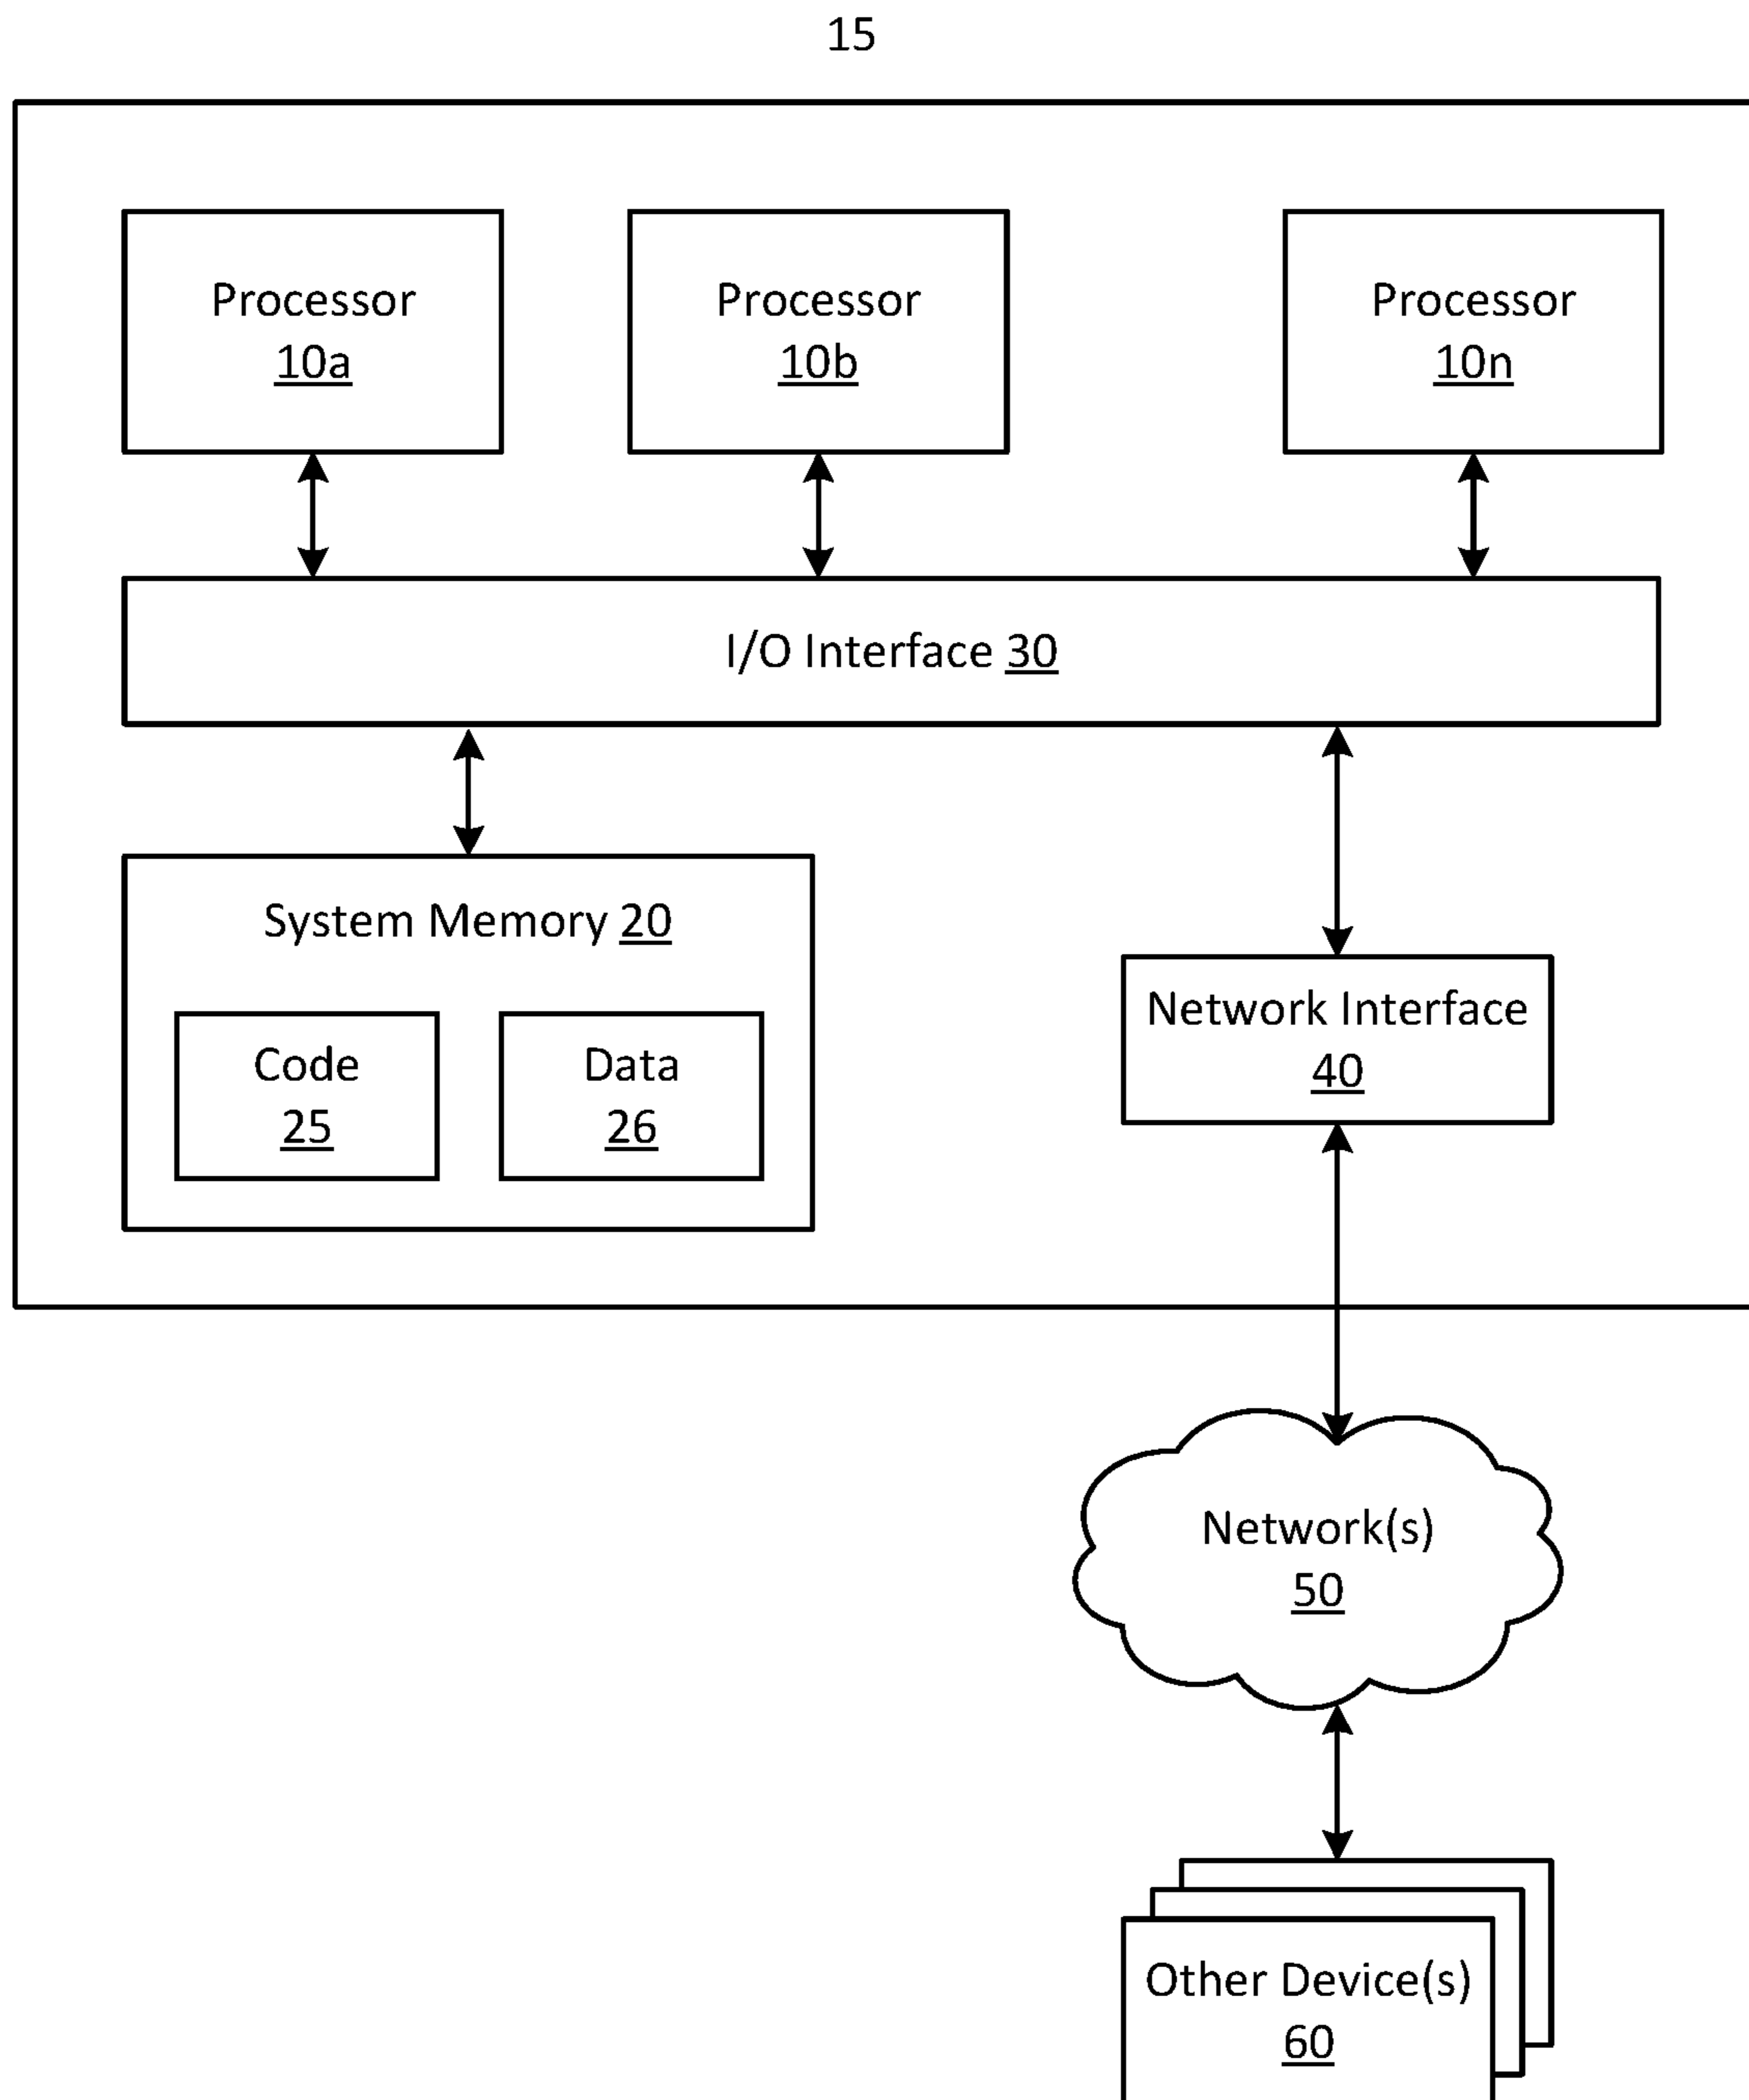 15
Processor
10a
Processor
10b
Processor
10n
I/O Interface 30
System Memory 20
Code
25
Data
26
Network Interface
40
Network(s)
50
Other Device(s)
60